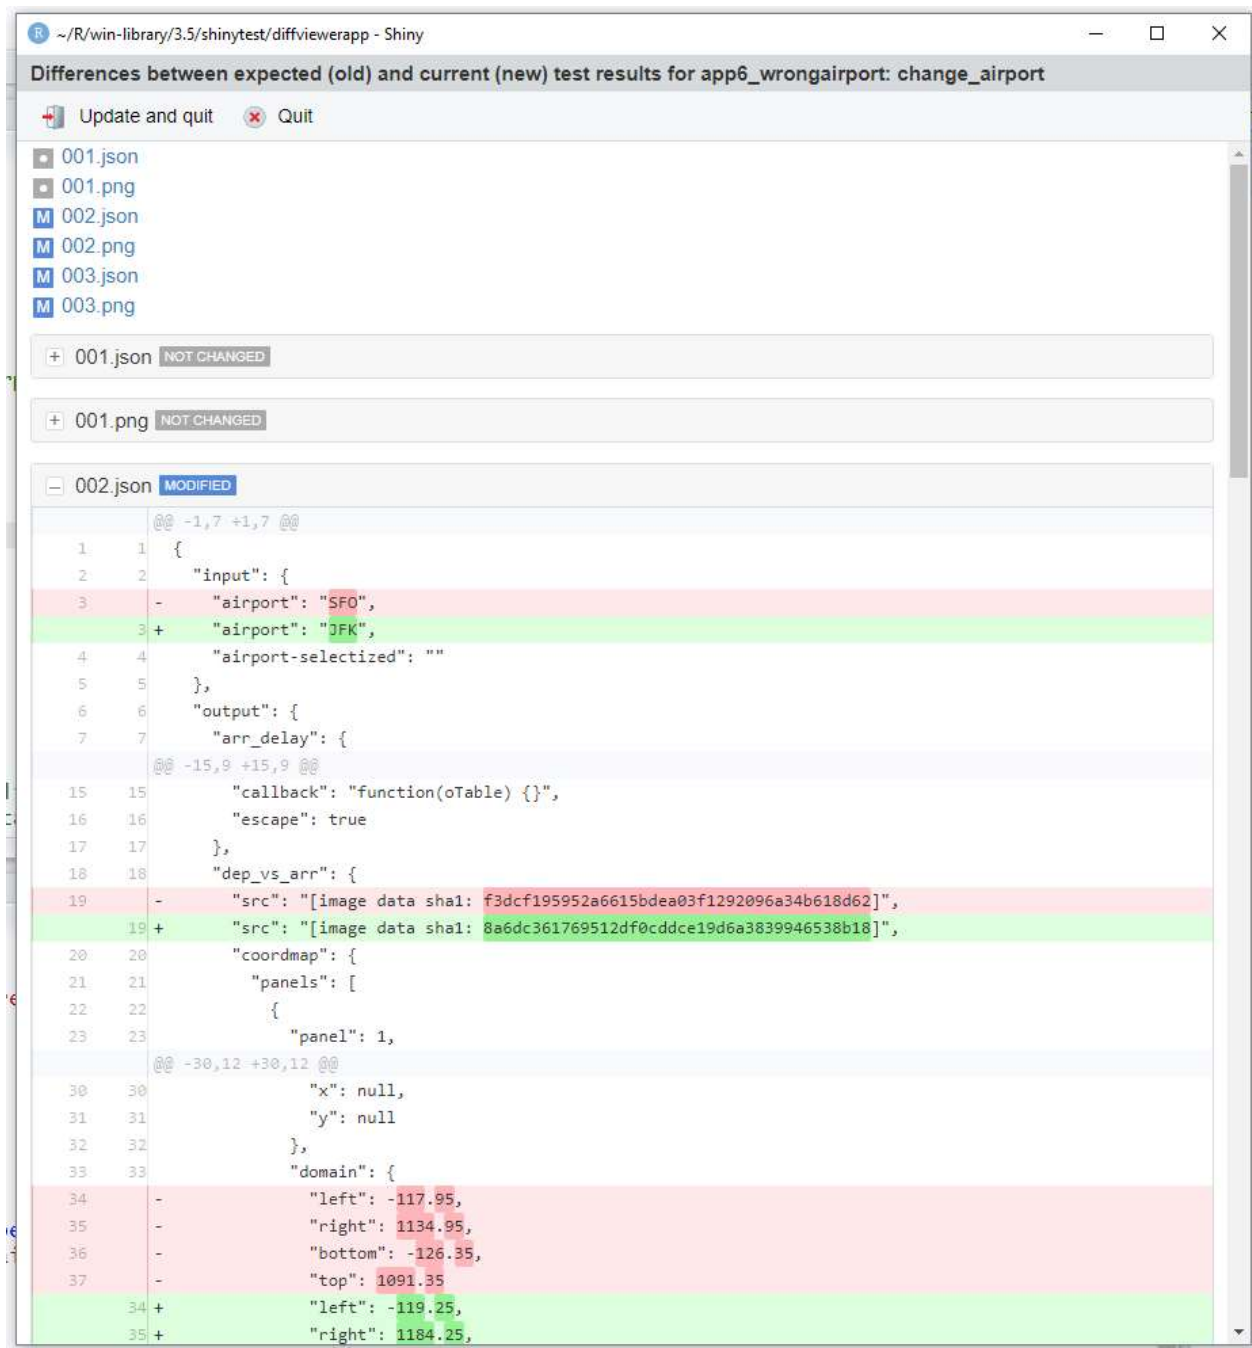 R ~/R/win-library/3.5/shinytest/diffviewerapp - Shiny
Differences between expected (old) and current (new) test results for app6_wrongairport: change_airport
Update and quit Quit
001.json
001.png
M 002.json
M 002.png
M 003.json
M 003.png
+ 001.json NOT CHANGED
+ 001.png NOT CHANGED
– 002.json MODIFIED
@@ -1,7 +1,7 @@
1 1 {
2 2 "input": {
3 - "airport": "SFO",
3 + "airport": "JFK",
4 4 "airport-selectized": ""
5 5 },
6 6 "output": {
7 7 "arr_delay": {
@@ -15,9 +15,9 @@
15 15 "callback": "function(oTable) {}",
16 16 "escape": true
17 17 },
18 18 "dep_vs_arr": {
19 - "src": "[image data sha1: f3dcf195952a6615bdea03f1292096a34b618d62]",
19 + "src": "[image data sha1: 8a6dc361769512df0cddce19d6a3839946538b18]",
20 20 "coordmap": {
21 21 "panels": [
22 22 {
23 23 "panel": 1,
@@ -30,12 +30,12 @@
30 30 "x": null,
31 31 "y": null
32 32 },
33 33 "domain": {
34 - "left": -117.95,
35 - "right": 1134.95,
36 - "bottom": -126.35,
37 - "top": 1091.35
34 + "left": -119.25,
35 + "right": 1184.25,